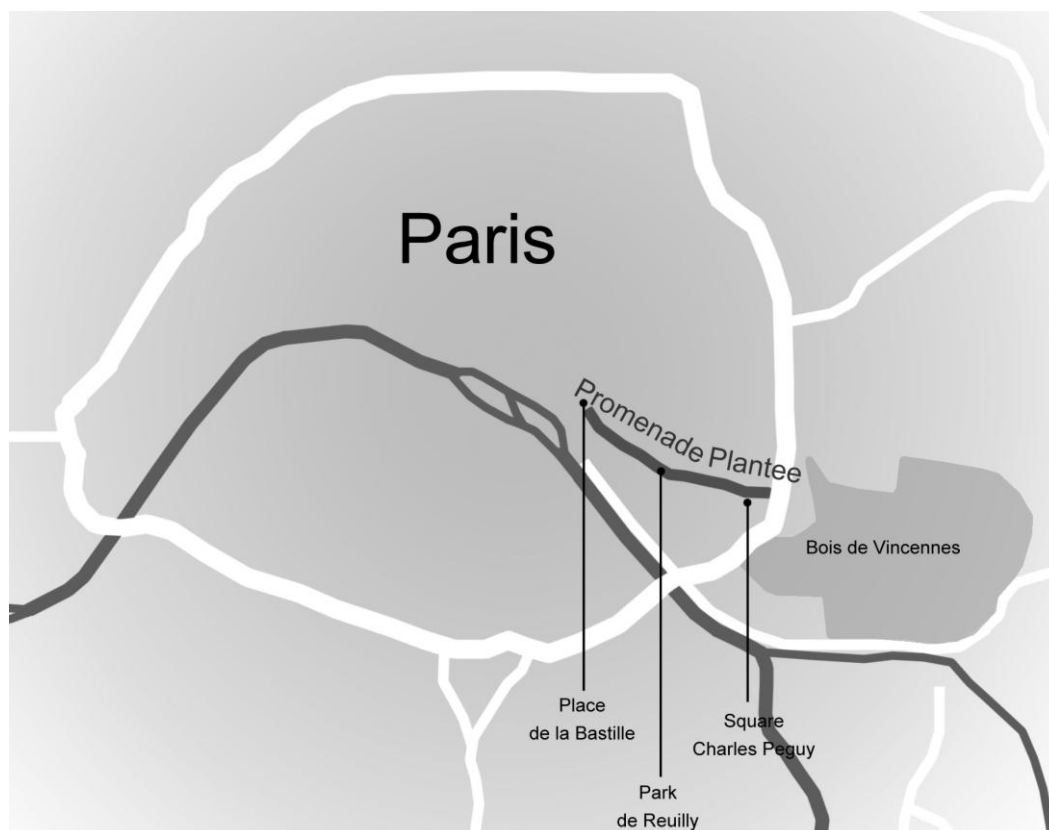 Paris
Promenade Plantee
Bois de Vincennes
Place
de la Bastille
Square
Charles Peguy
Park
de Reuilly